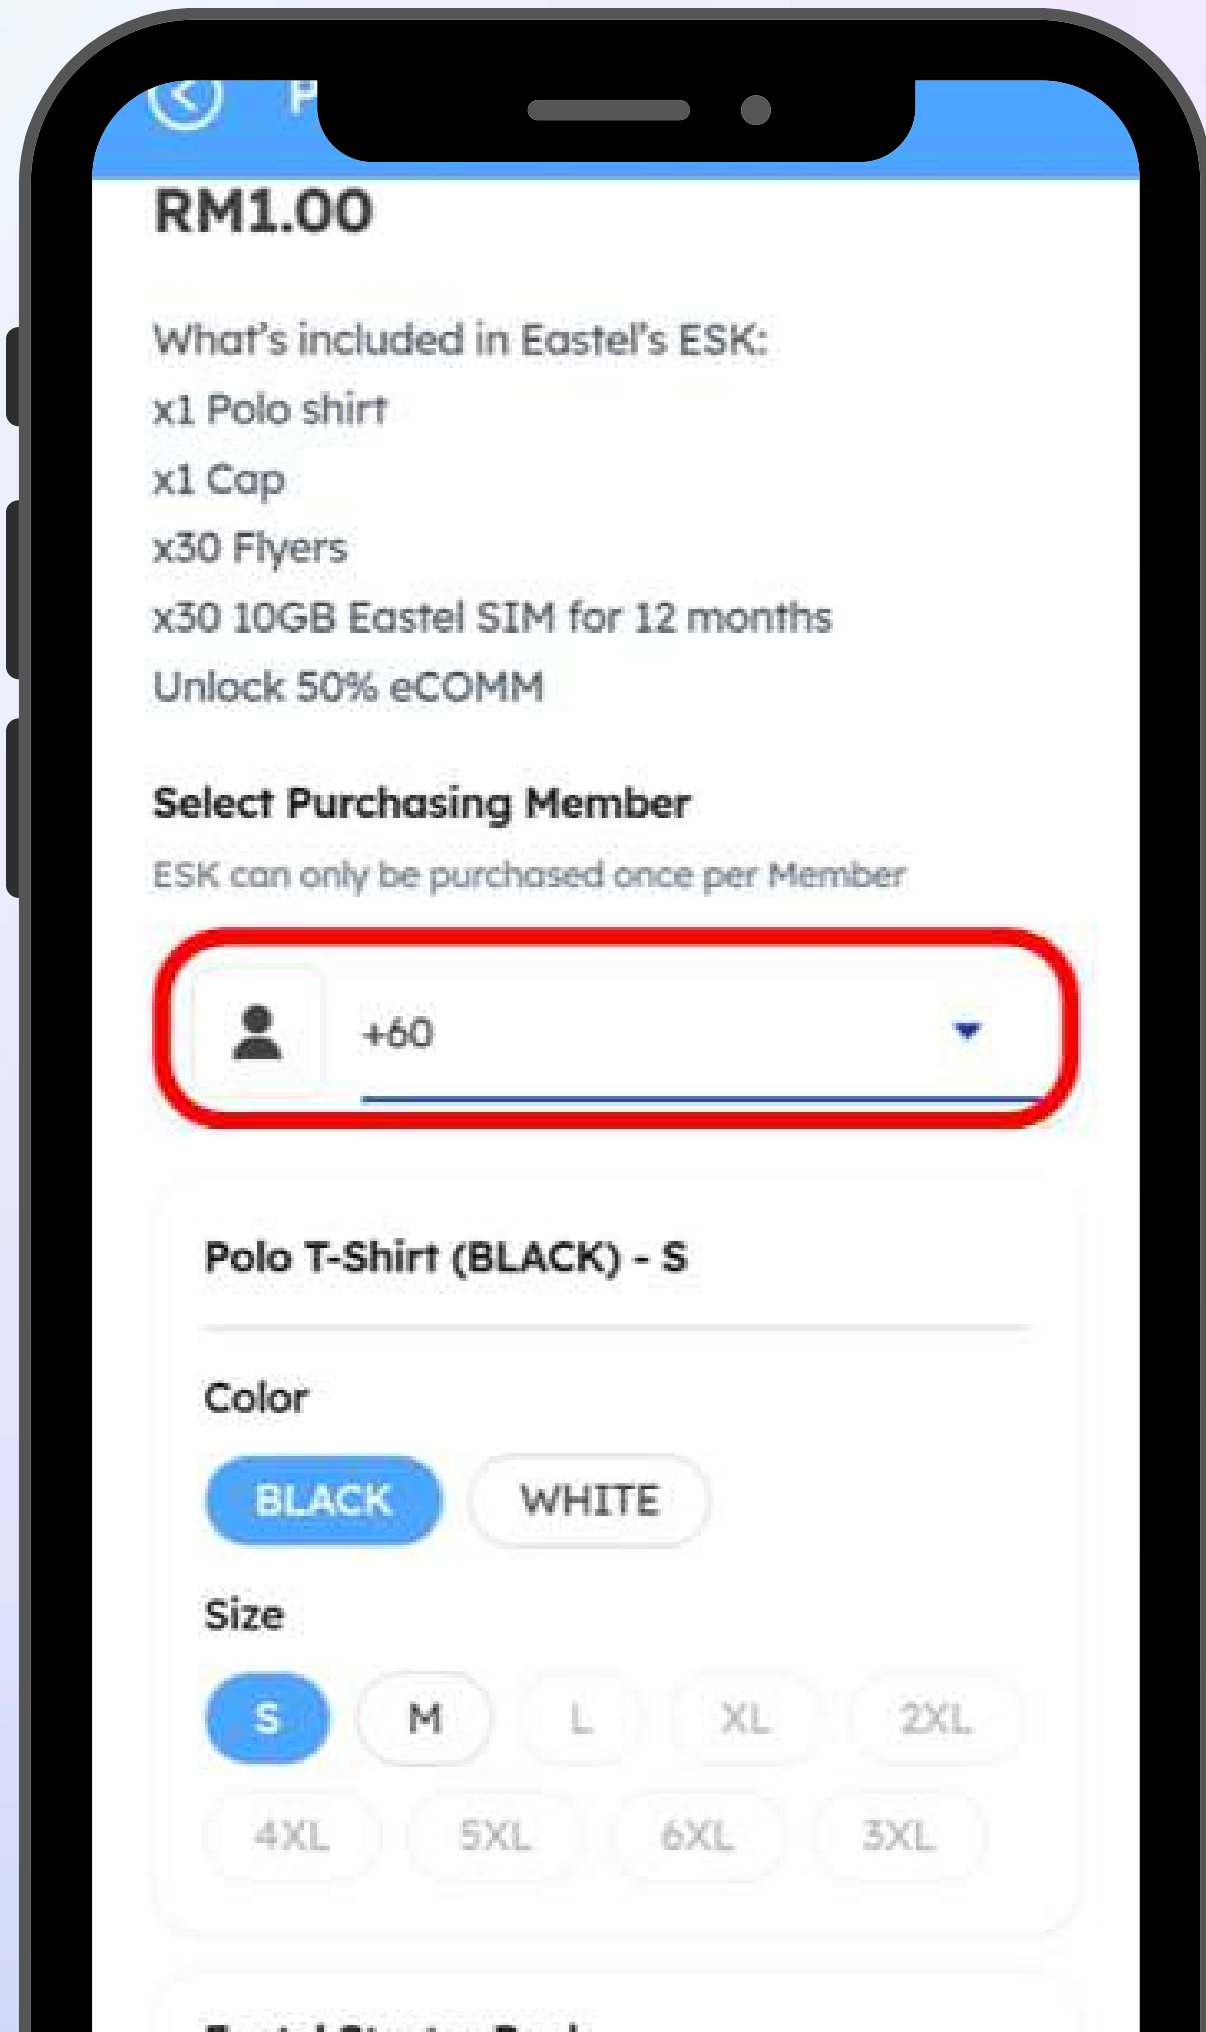 RM1.00
What's included in Eastel's ESK:
x1 Polo shirt
x1 Cap
x30 Flyers
x30 10GB Eastel SIM for 12 months
Unlock 50% eCOMM
Select Purchasing Member
ESK can only be purchased once per Member
+60
Polo T-Shirt (BLACK) - S
Color
BLACK WHITE
Size
S M L XL 2XL
4XL 5XL 6XL 3XL